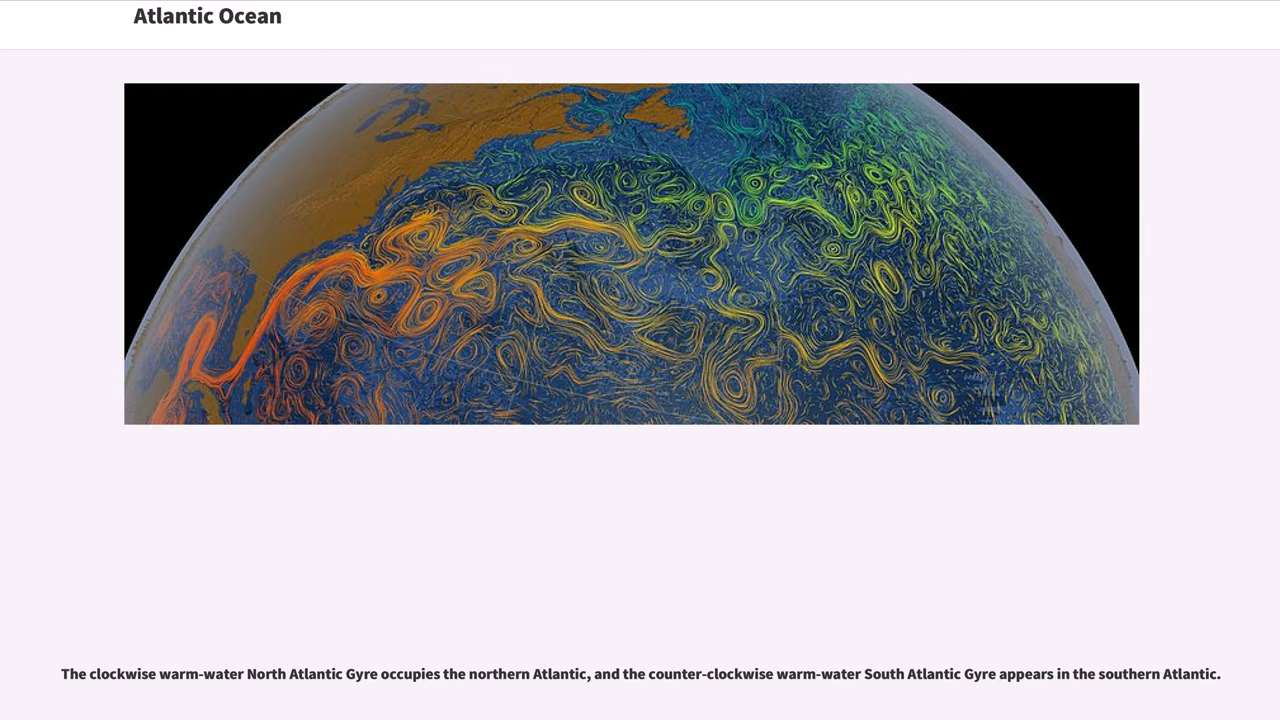 Atlantic Ocean
The clockwise warm-water North Atlantic Gyre occupies the northern Atlantic, and the counter-clockwise warm-water South Atlantic Gyre appears in the southern Atlantic.